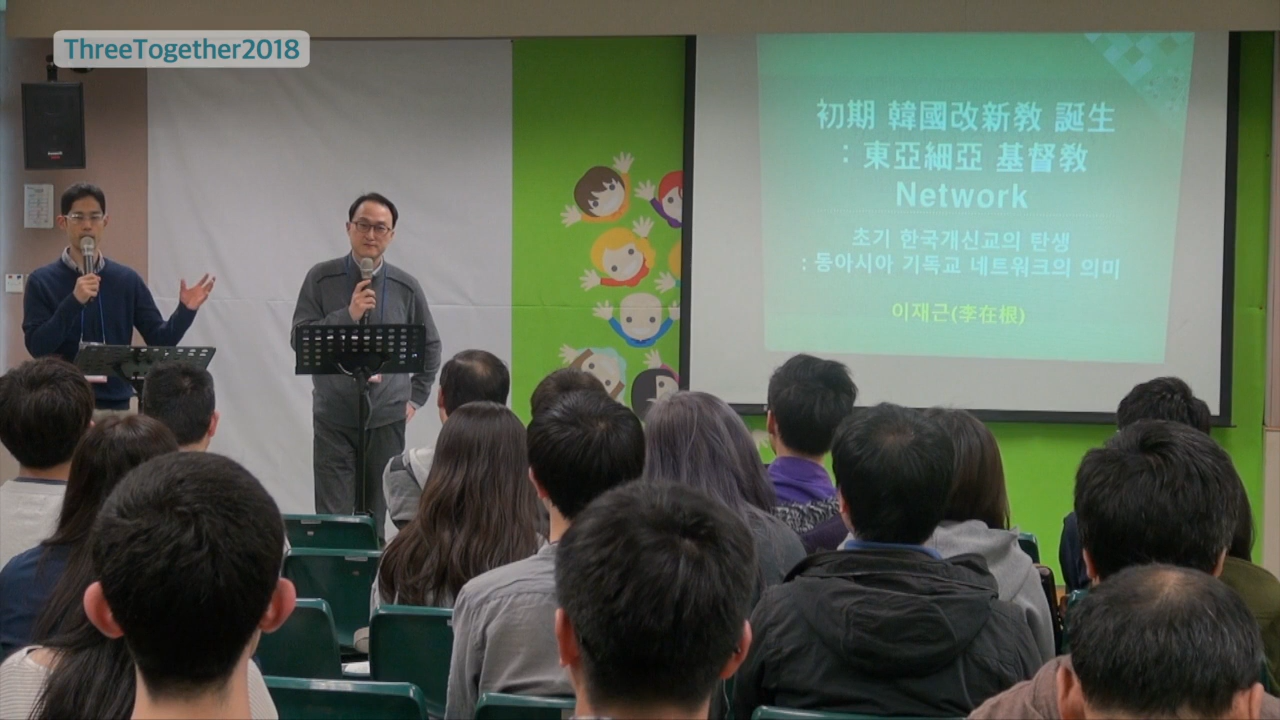 ThreeTogether2018
初期 韓國改新敎 誕生
: 東亞細亞 基督敎
Network
초기 한국개신교의 탄생
: 동아시아 기독교 네트워크의 의미
이재근(李在根)